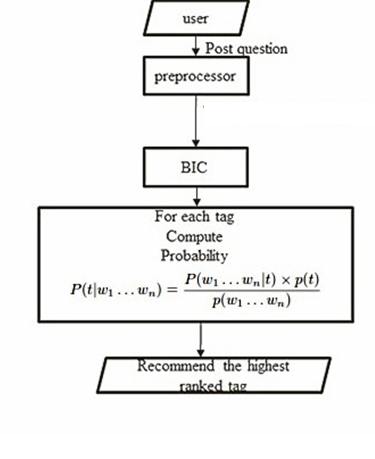 user
Post question
preprocessor
BIC
For each tag
Compute
Probability
P(t|w₁ … wₙ) = P(w₁ … wₙ|t) × p(t) / p(w₁ … wₙ)
Recommend the highest
ranked tag